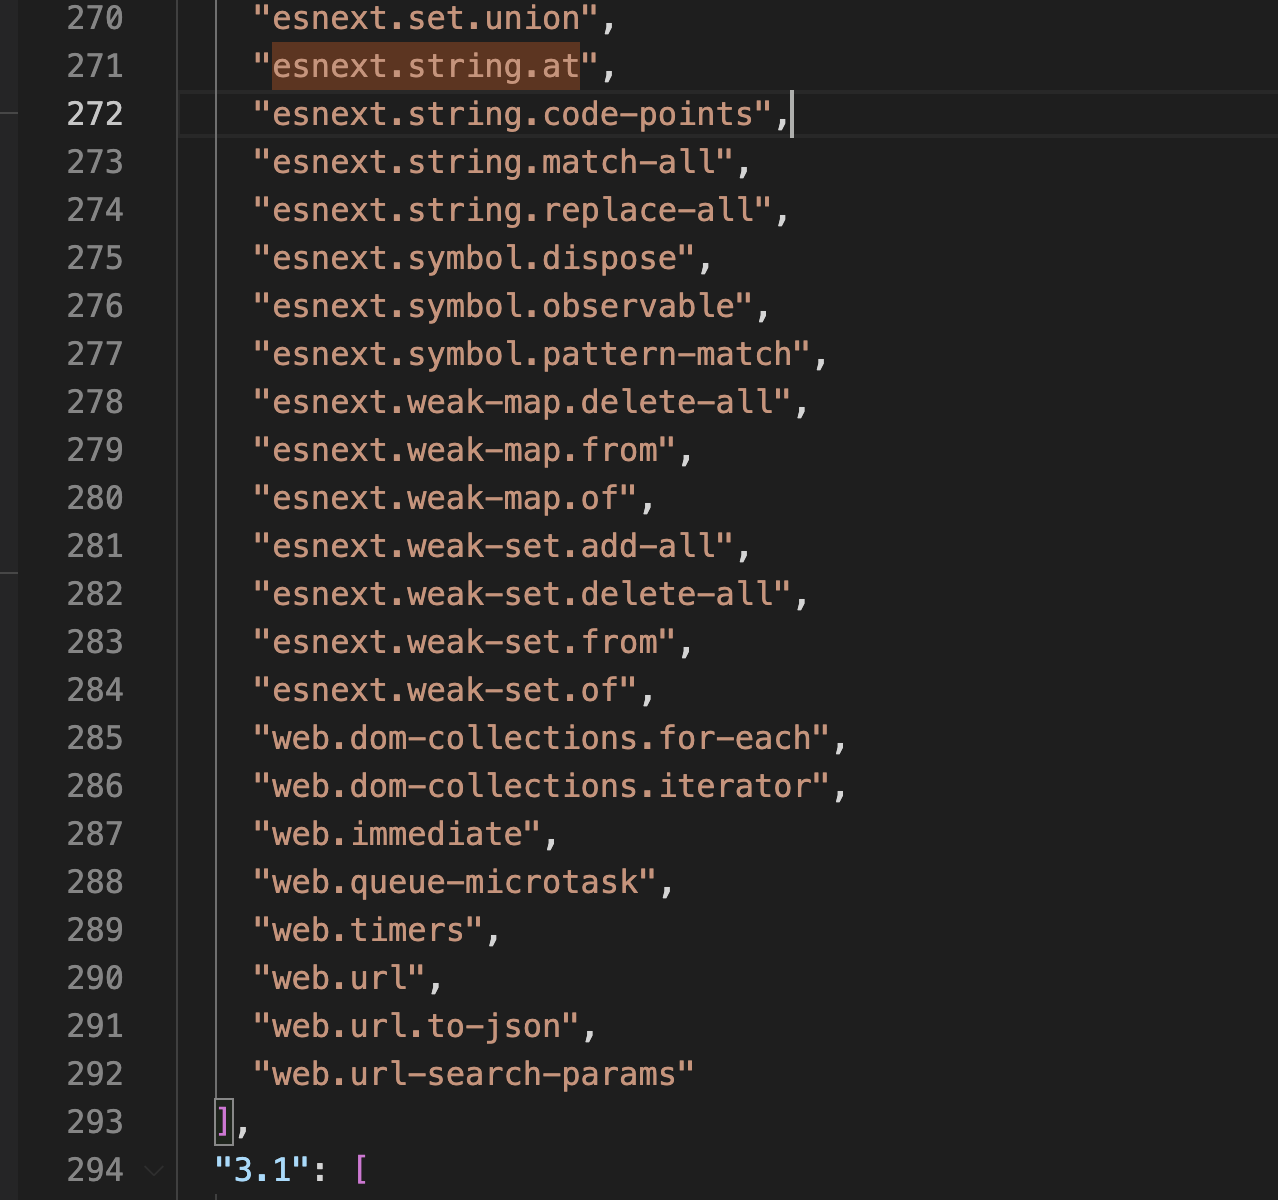 270 "esnext.set.union",
271 "esnext.string.at",
272 "esnext.string.code-points",
273 "esnext.string.match-all",
274 "esnext.string.replace-all",
275 "esnext.symbol.dispose",
276 "esnext.symbol.observable",
277 "esnext.symbol.pattern-match",
278 "esnext.weak-map.delete-all",
279 "esnext.weak-map.from",
280 "esnext.weak-map.of",
281 "esnext.weak-set.add-all",
282 "esnext.weak-set.delete-all",
283 "esnext.weak-set.from",
284 "esnext.weak-set.of",
285 "web.dom-collections.for-each",
286 "web.dom-collections.iterator",
287 "web.immediate",
288 "web.queue-microtask",
289 "web.timers",
290 "web.url",
291 "web.url.to-json",
292 "web.url-search-params"
293 ],
294 "3.1": [